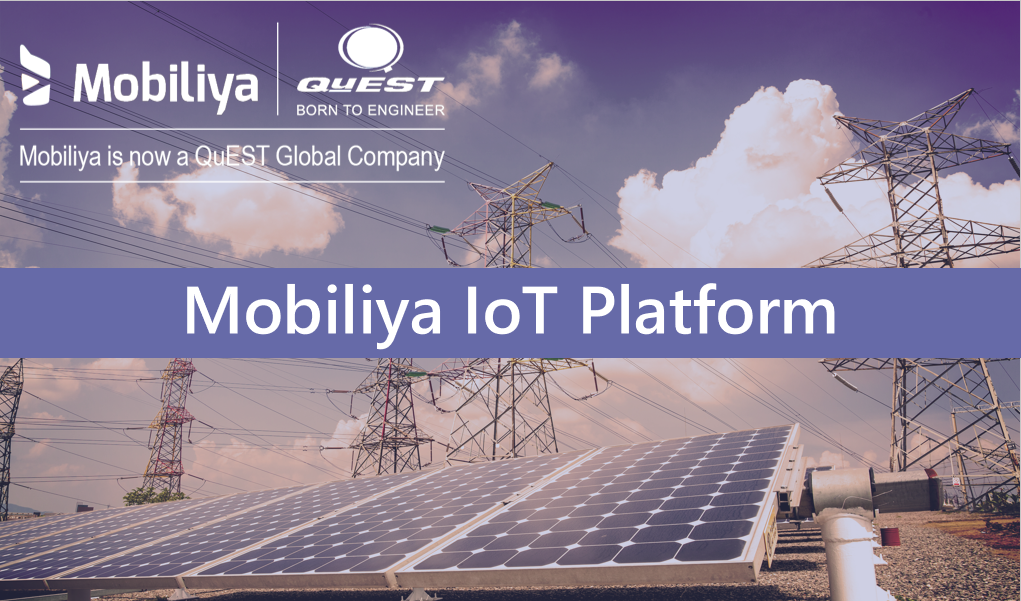 Mobiliya
QUEST
BORN TO ENGINEER
Mobiliya is now a QuEST Global Company
Mobiliya IoT Platform